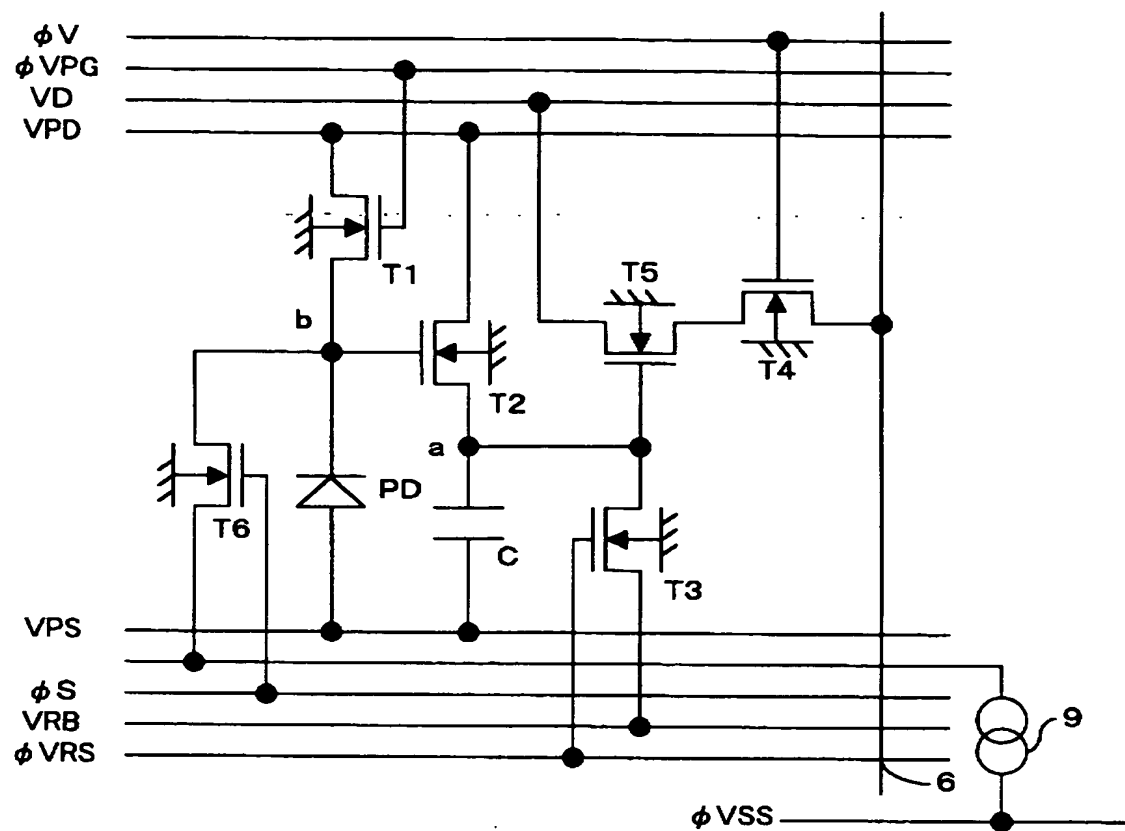 φV
φVPG
VD
VPD
T1
T5
b
T4
T2
a
PD
T6
C
T3
VPS
φS
VRB
9
φVRS
6
φVSS